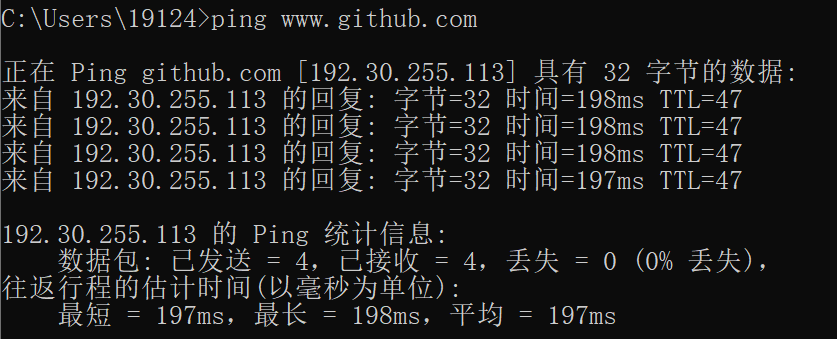 C:\Users\19124>ping www.github.com
正在 Ping github.com [192.30.255.113] 具有 32 字节的数据:
来自 192.30.255.113 的回复: 字节=32 时间=198ms TTL=47
来自 192.30.255.113 的回复: 字节=32 时间=198ms TTL=47
来自 192.30.255.113 的回复: 字节=32 时间=198ms TTL=47
来自 192.30.255.113 的回复: 字节=32 时间=197ms TTL=47
192.30.255.113 的 Ping 统计信息:
数据包: 已发送 = 4，已接收 = 4，丢失 = 0 (0% 丢失)，
往返行程的估计时间(以毫秒为单位):
最短 = 197ms，最长 = 198ms，平均 = 197ms